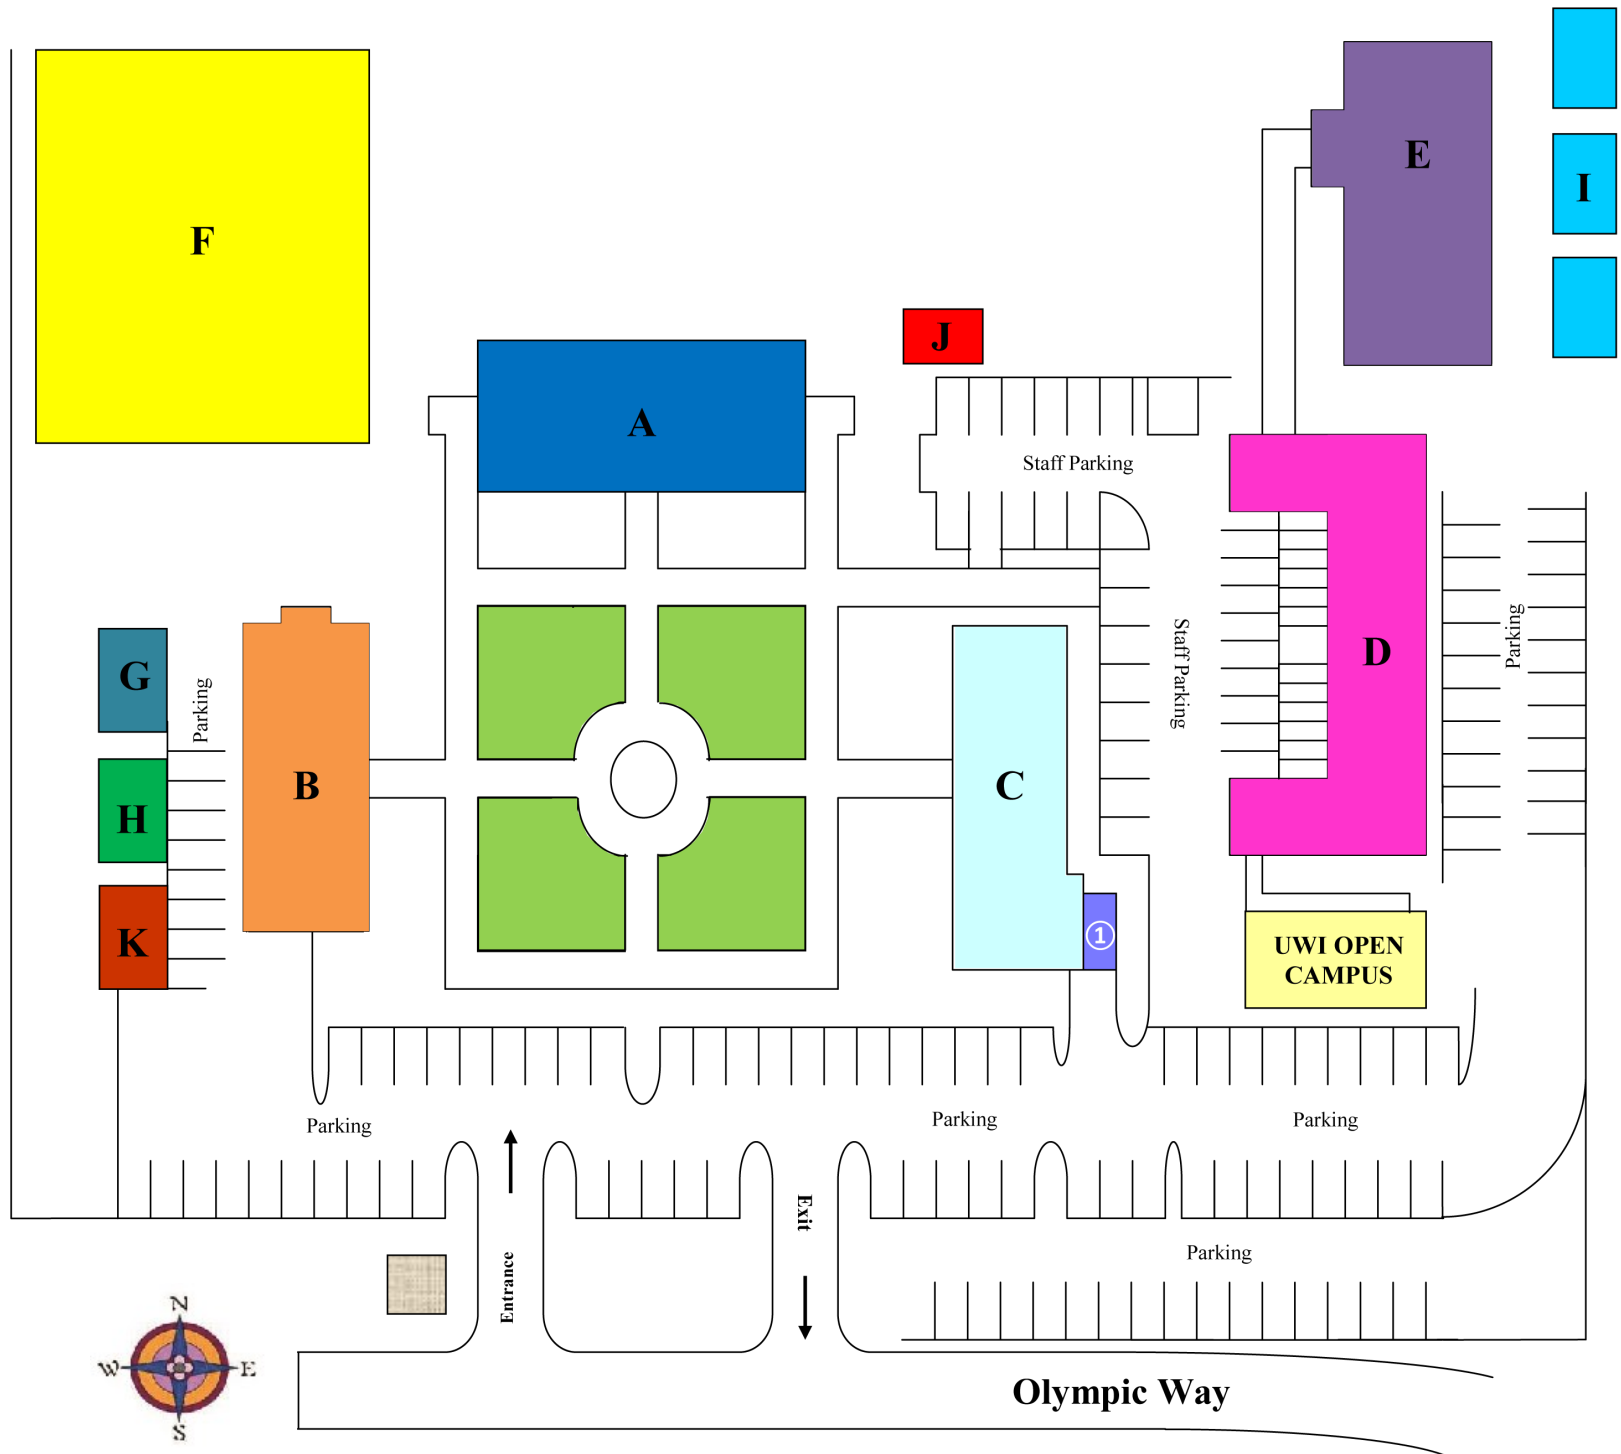 E
I
F
J
A
Staff Parking
G
Parking
Staff Parking
D
Parking
B
C
H
K
①
UWI OPEN
CAMPUS
Parking
Parking
Parking
Exit
Entrance
Parking
N
W
E
S
Olympic Way